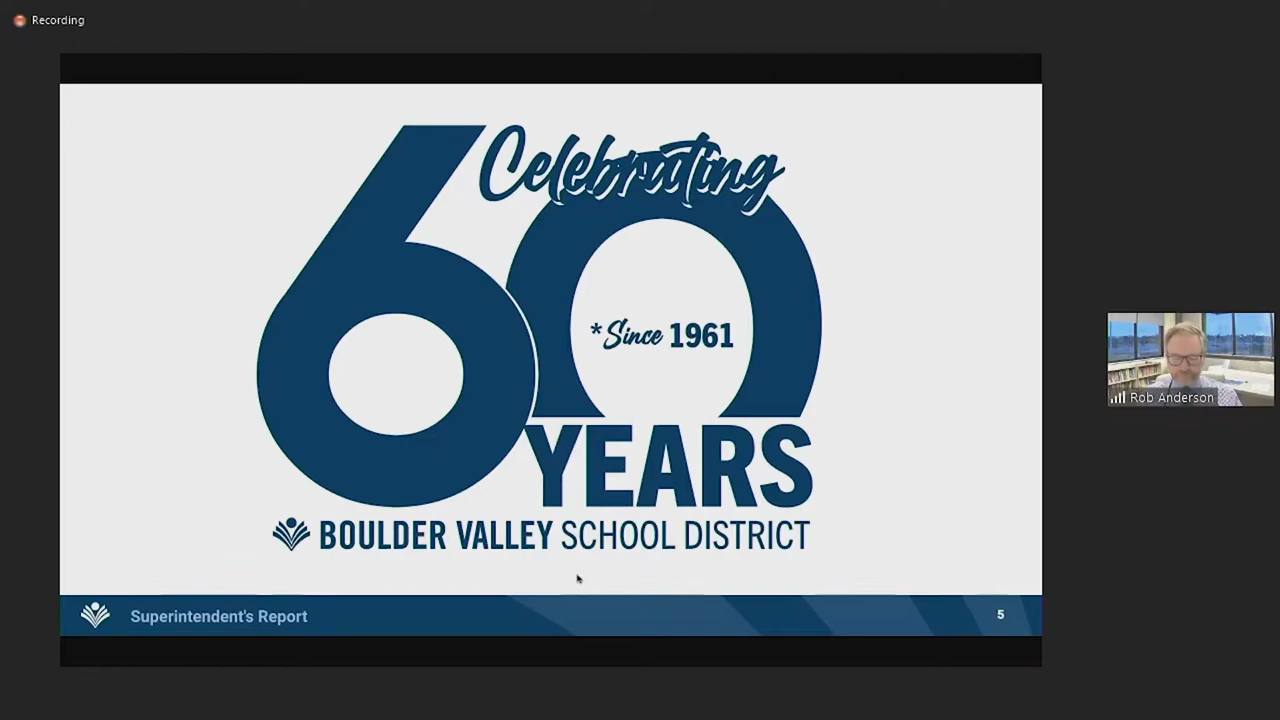 Recording
Celebrating
60
*Since 1961
YEARS
BOULDER VALLEY SCHOOL DISTRICT
Rob Anderson
Superintendent's Report
5